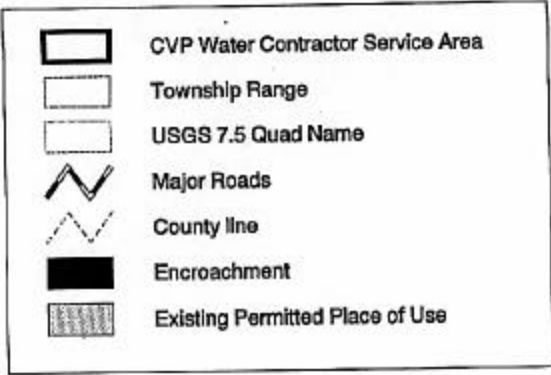 CVP Water Contractor Service Area
Township Range
USGS 7.5 Quad Name
Major Roads
County line
Encroachment
Existing Permitted Place of Use